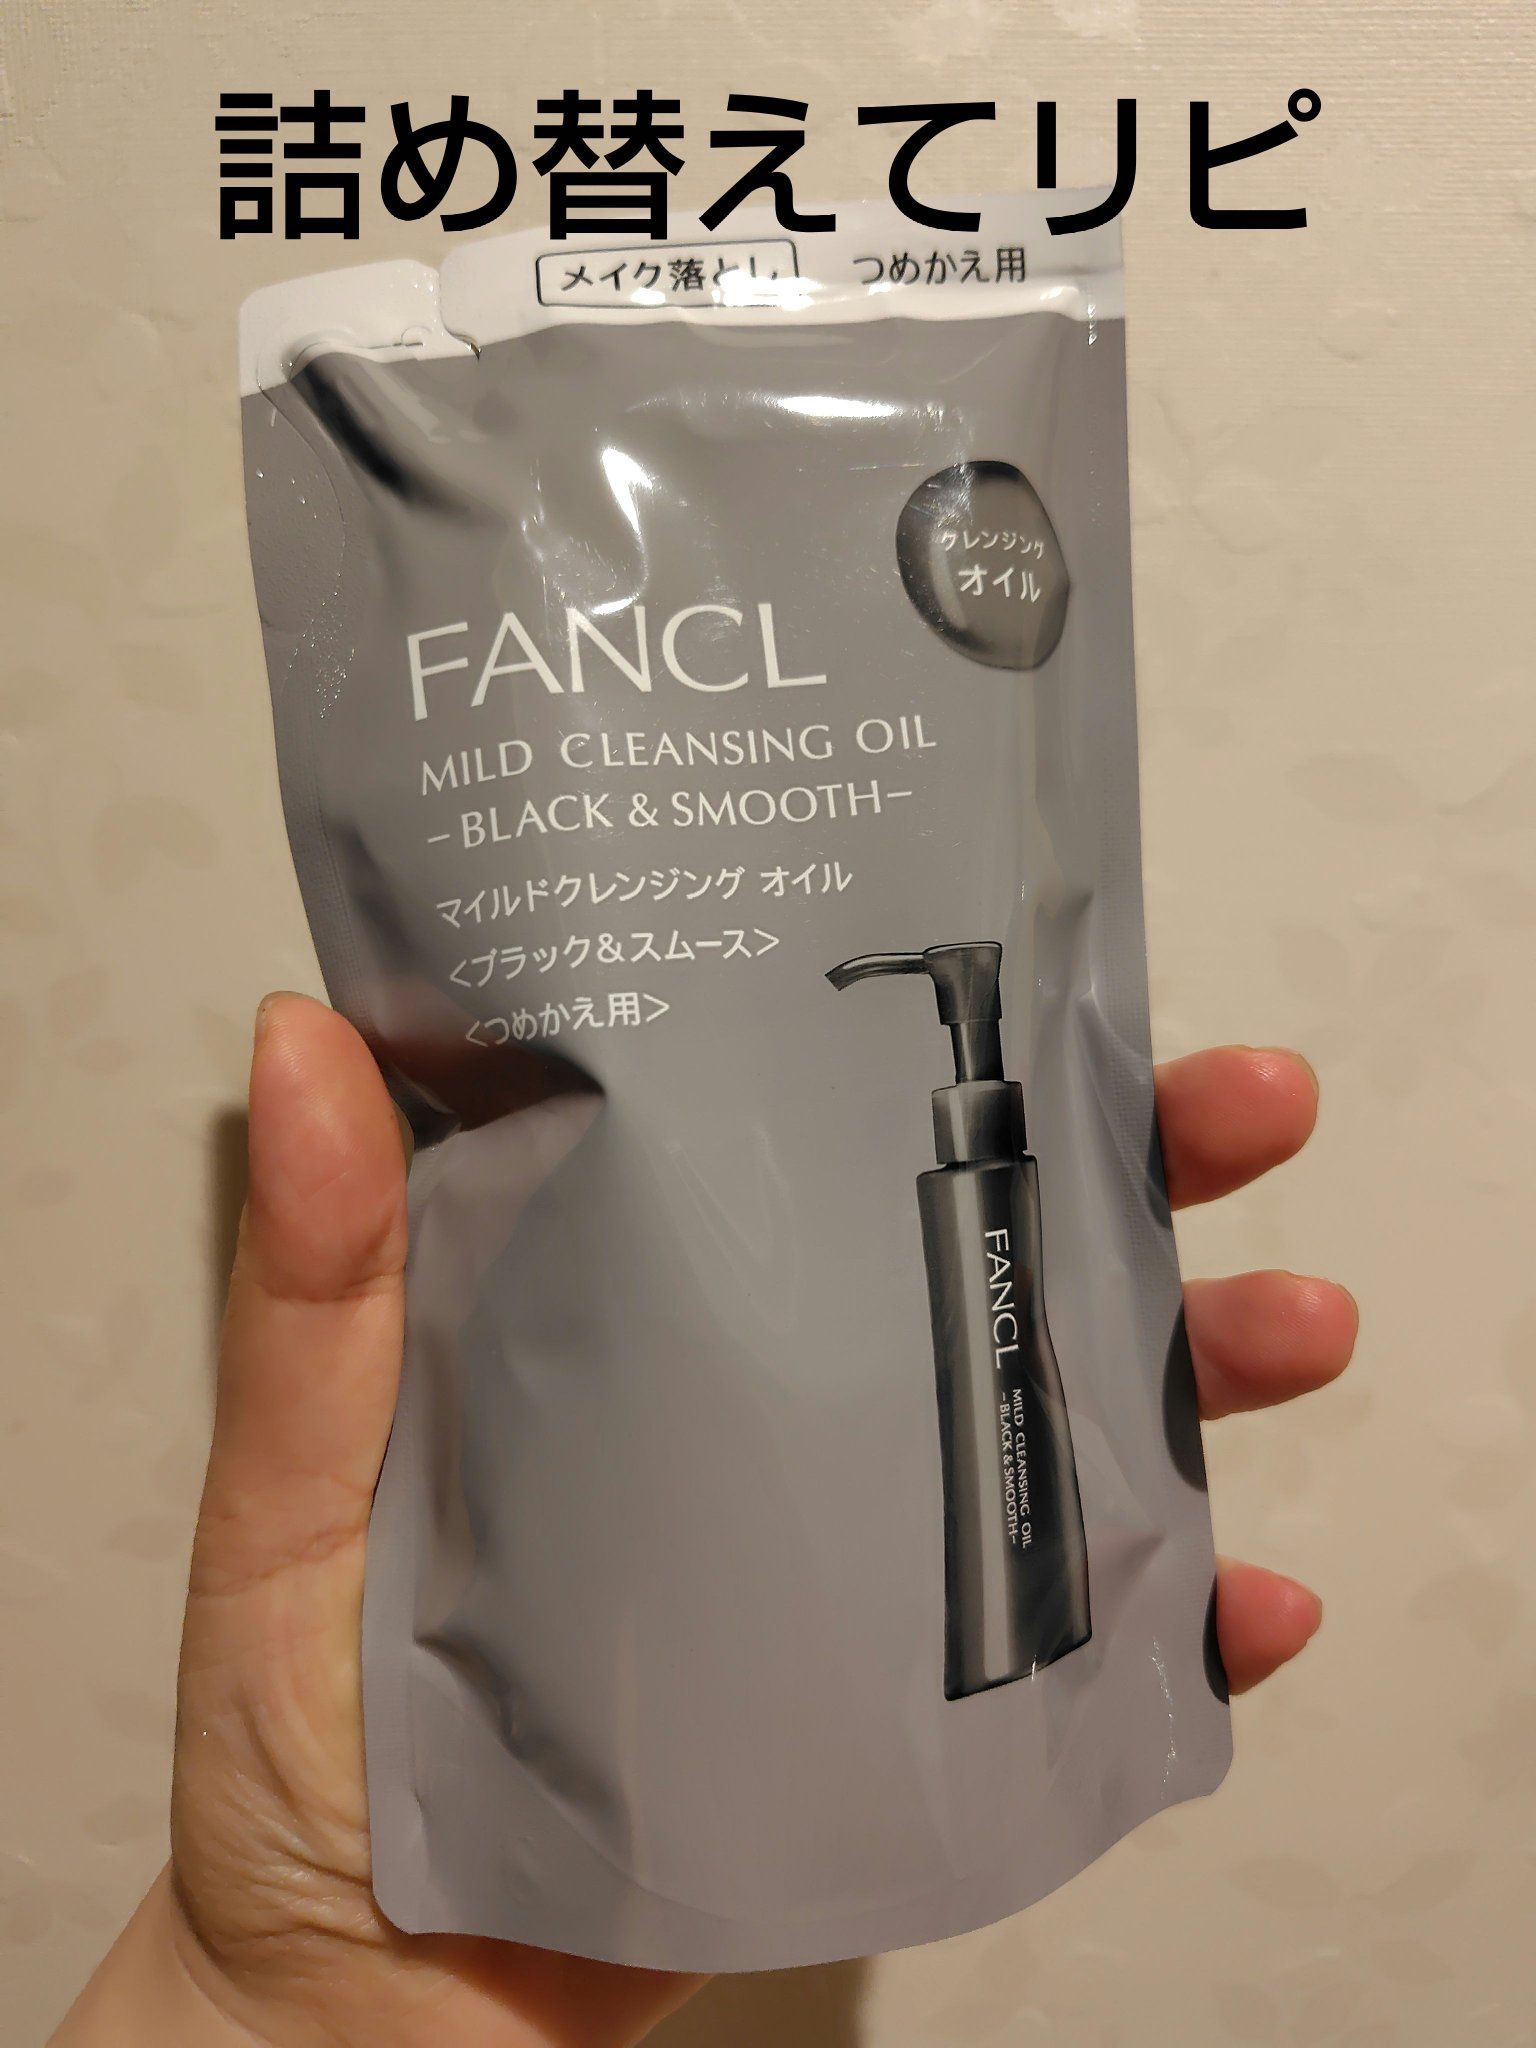 詰め替えてリピ
メイク落とし つめかえ用
クレンジング
オイル
FANCL
MILD CLEANSING OIL
-BLACK & SMOOTH-
マイルドクレンジング オイル
<ブラック&スムース>
<つめかえ用>
FANCL
MILD CLEANSING OIL
-BLACK & SMOOTH-